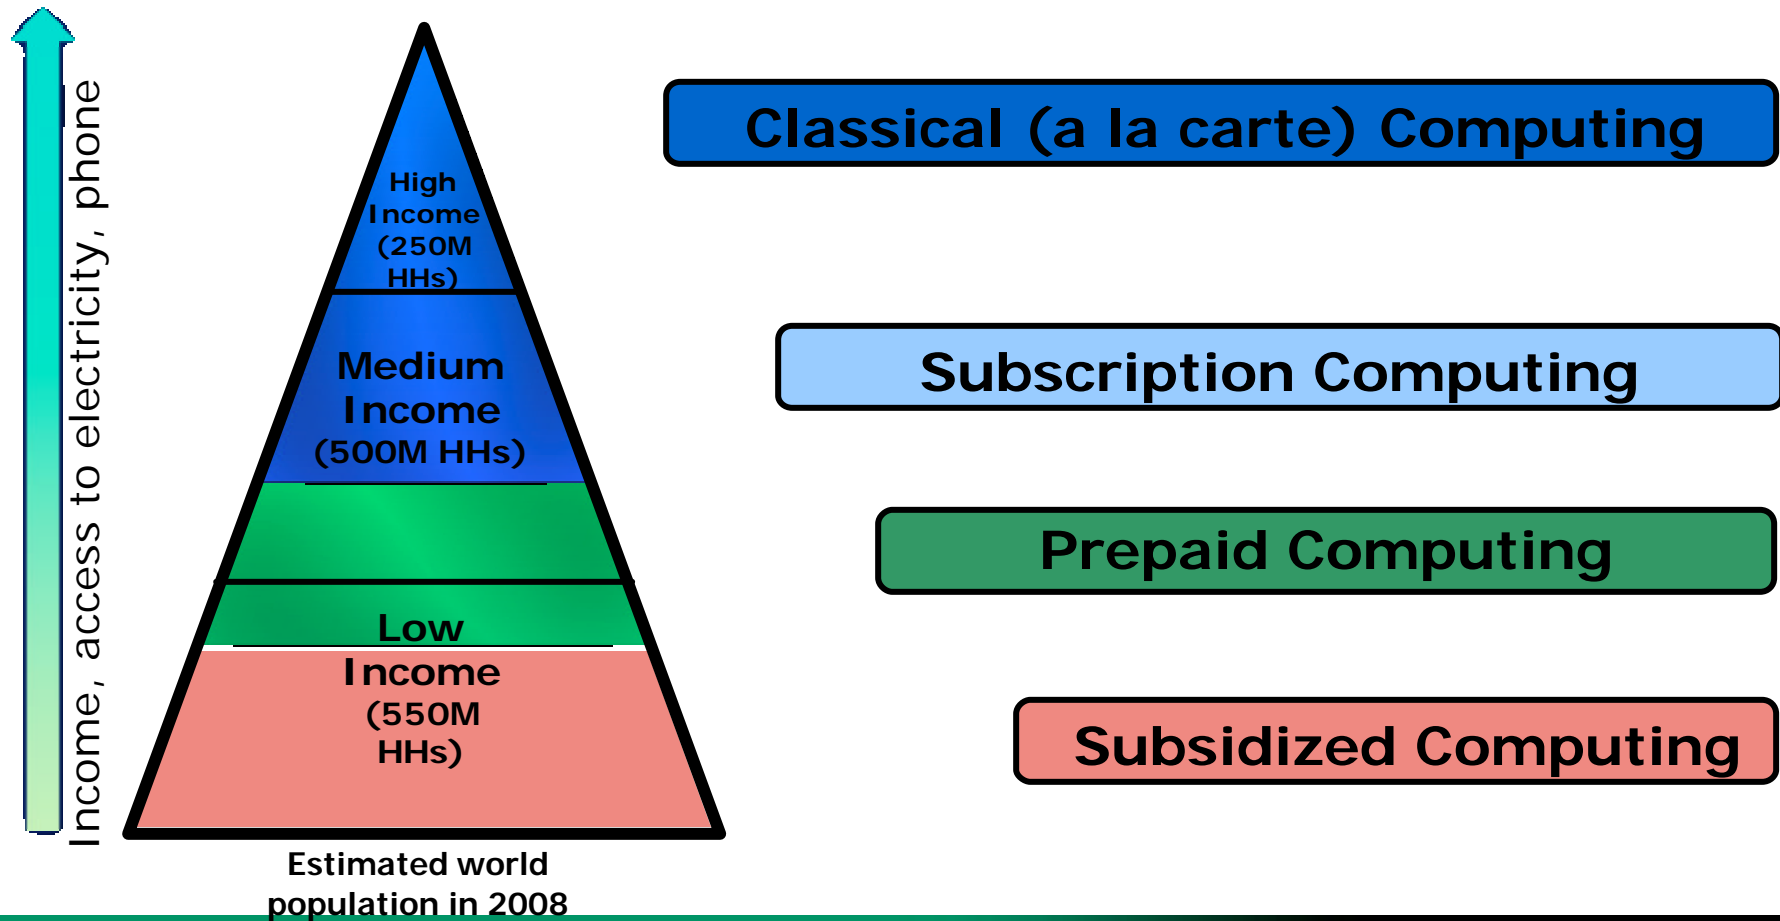 Income, access to electricity, phone
High
Income
(250M
HHs)
Medium
Income
(500M HHs)
Low
Income
(550M
HHs)
Estimated world
population in 2008
Classical (a la carte) Computing
Subscription Computing
Prepaid Computing
Subsidized Computing